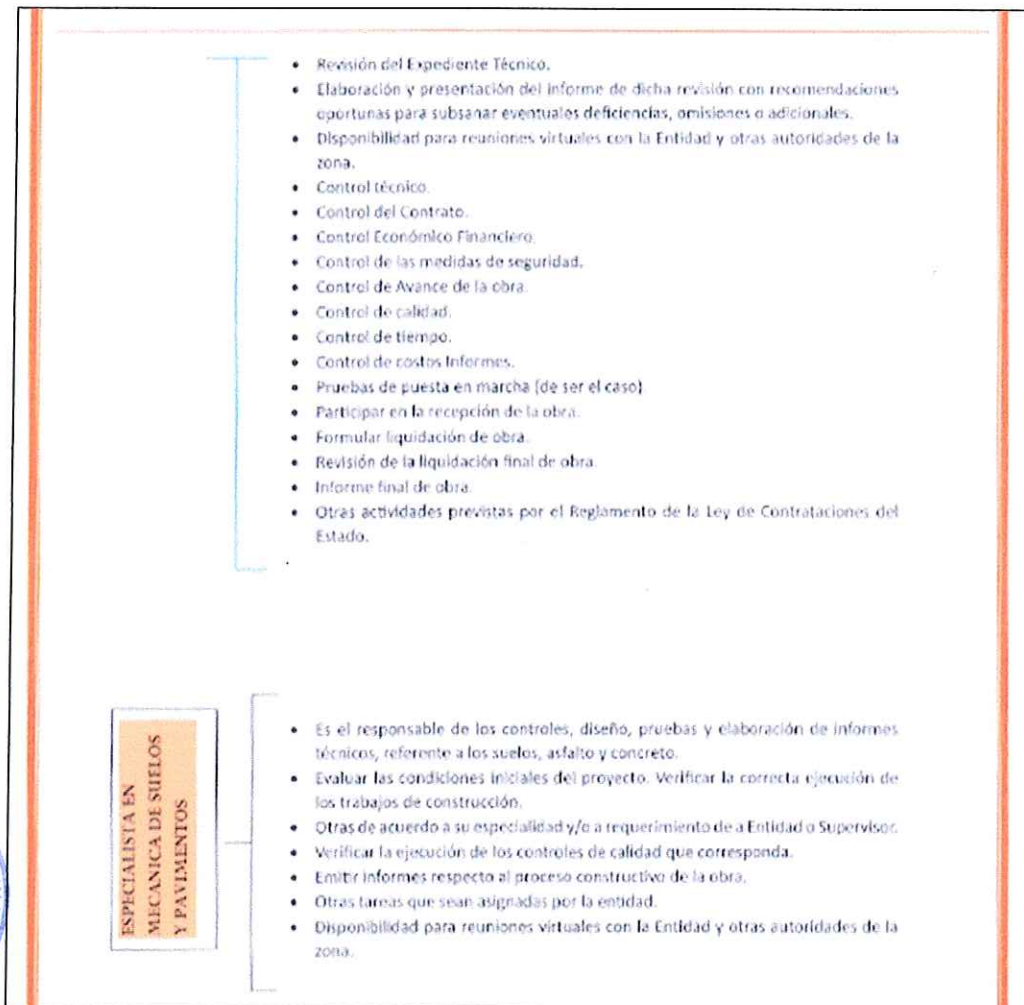 • Revisión del Expediente Técnico.
• Elaboración y presentación del informe de dicha revisión con recomendaciones
oportunas para subsanar eventuales deficiencias, omisiones o adicionales.
• Disponibilidad para reuniones virtuales con la Entidad y otras autoridades de la
zona.
• Control técnico.
• Control del Contrato.
• Control Económico Financiero.
• Control de las medidas de seguridad.
• Control de Avance de la obra.
• Control de calidad.
• Control de tiempo.
• Control de costos Informes.
• Pruebas de puesta en marcha (de ser el caso)
• Participar en la recepción de la obra.
• Formular liquidación de obra.
• Revisión de la liquidación final de obra.
• Informe final de obra.
• Otras actividades previstas por el Reglamento de la Ley de Contrataciones del
Estado.
ESPECIALISTA EN
MECANICA DE SUELOS
Y PAVIMENTOS
• Es el responsable de los controles, diseño, pruebas y elaboración de informes
técnicos, referente a los suelos, asfalto y concreto.
• Evaluar las condiciones iniciales del proyecto. Verificar la correcta ejecución de
los trabajos de construcción.
• Otras de acuerdo a su especialidad y/o a requerimiento de a Entidad o Supervisor.
• Verificar la ejecución de los controles de calidad que corresponda.
• Emitir informes respecto al proceso constructivo de la obra.
• Otras tareas que sean asignadas por la entidad.
• Disponibilidad para reuniones virtuales con la Entidad y otras autoridades de la
zona.